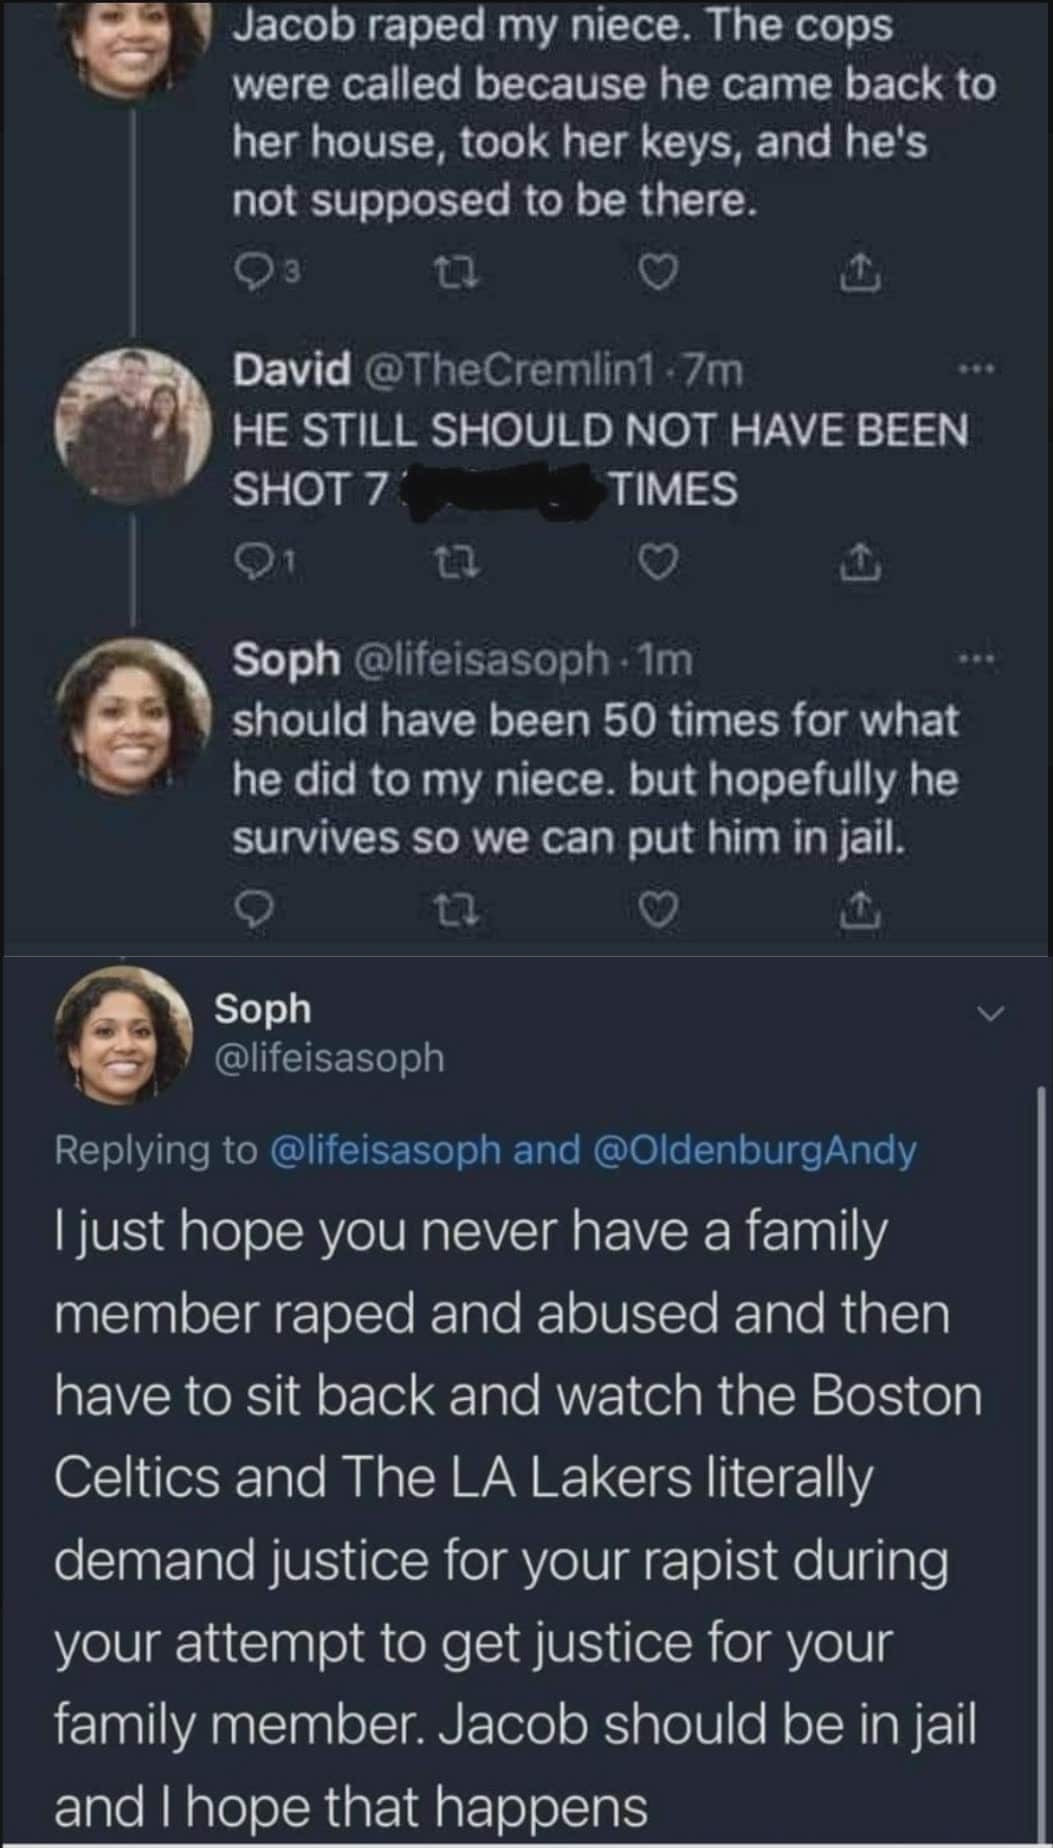 Jacob raped my niece. The cops
were called because he came back to
her house, took her keys, and he's
not supposed to be there.
3
David @TheCremlin1 · 7m
HE STILL SHOULD NOT HAVE BEEN
SHOT 7 TIMES
1
Soph @lifeisasoph · 1m
should have been 50 times for what
he did to my niece. but hopefully he
survives so we can put him in jail.
Soph
@lifeisasoph
Replying to @lifeisasoph and @OldenburgAndy
I just hope you never have a family
member raped and abused and then
have to sit back and watch the Boston
Celtics and The LA Lakers literally
demand justice for your rapist during
your attempt to get justice for your
family member. Jacob should be in jail
and I hope that happens